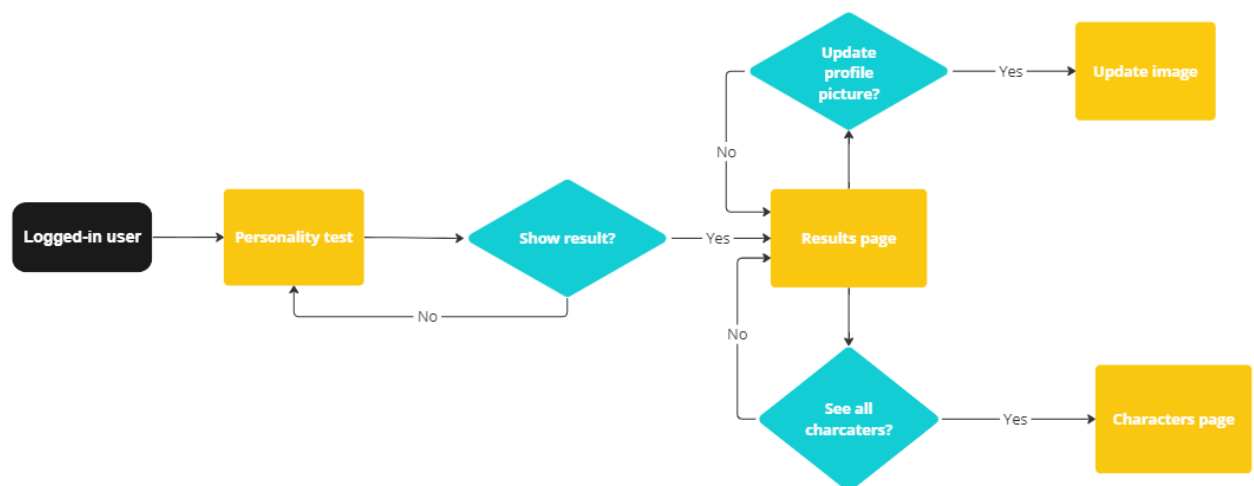 Update
profile
picture?
Yes
Update image
No
Logged-in user
Personality test
Show result?
Yes
Results page
No
No
See all
charcaters?
Yes
Characters page